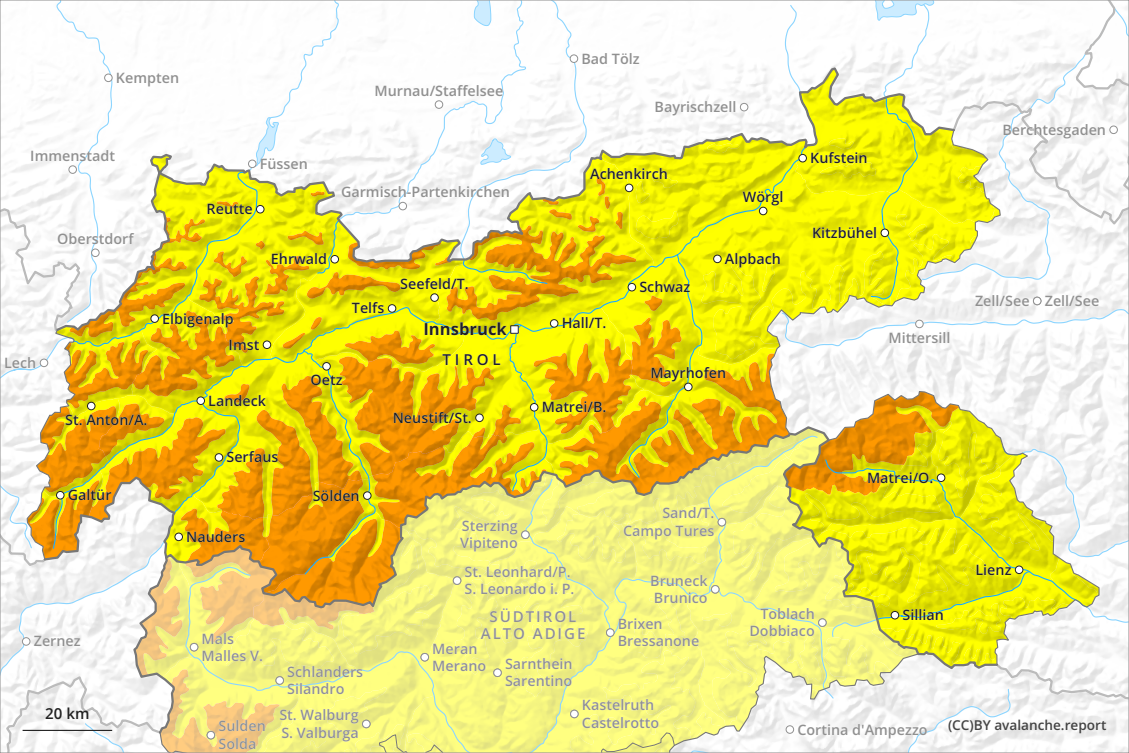 Kempten
Bad Tölz
Murnau/Staffelsee
Bayrischzell
Berchtesgaden
Immenstadt
Füssen
Kufstein
Achenkirch
Garmisch-Partenkirchen
Wörgl
Reutte
Kitzbühel
Oberstdorf
Ehrwald
Alpbach
Seefeld/T.
Schwaz
Zell/See
Zell/See
Telfs
Elbigenalp
Innsbruck
Hall/T.
Mittersill
Imst
TIROL
Lech
Oetz
Mayrhofen
Landeck
Matrei/B.
St. Anton/A.
Neustift/St.
Serfaus
Matrei/O.
Galtür
Sölden
Sand/T.
Campo Tures
Sterzing
Vipiteno
Nauders
St. Leonhard/P.
S. Leonardo i. P.
Lienz
Bruneck
Brunico
SÜDTIROL
ALTO ADIGE
Toblach
Dobbiaco
Sillian
Brixen
Bressanone
Zernez
Mals
Malles V.
Meran
Merano
Sarnthein
Sarentino
Schlanders
Silandro
20 km
St. Walburg
S. Valburga
Kastelruth
Castelrotto
Sulden
Solda
Cortina d'Ampezzo
(CC)BY avalanche.report